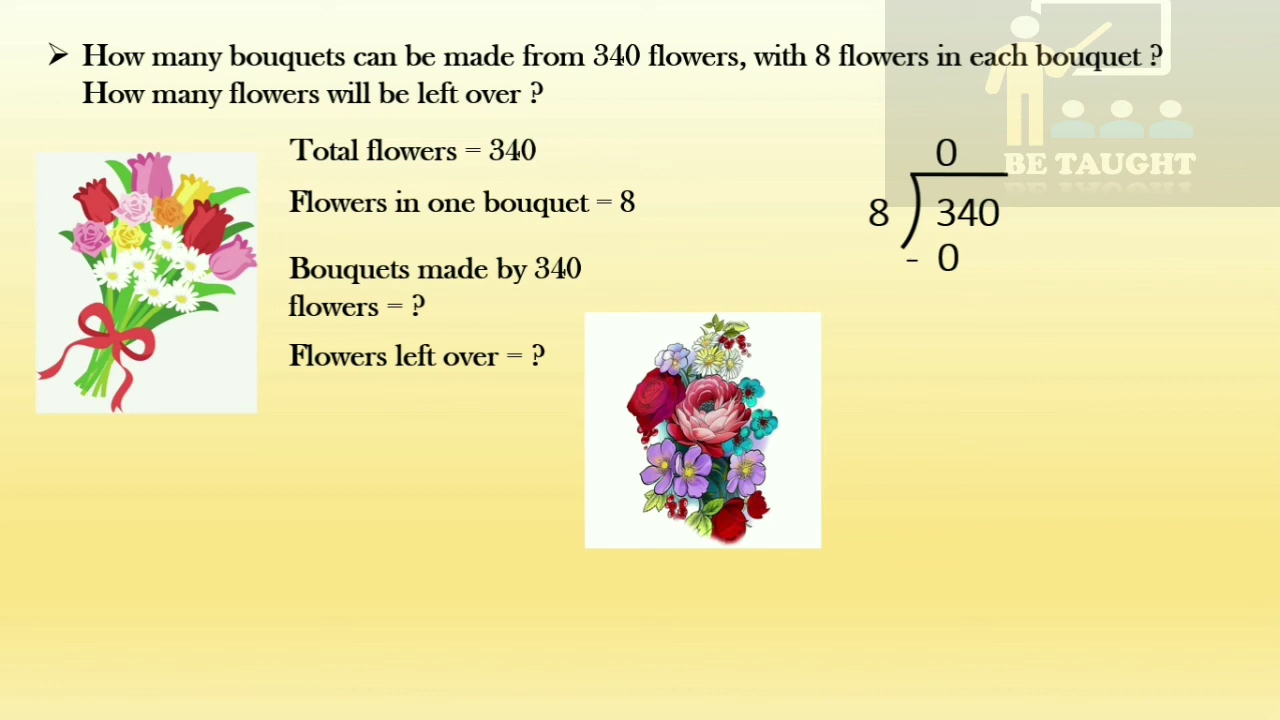 ➢ How many bouquets can be made from 340 flowers, with 8 flowers in each bouquet ?
How many flowers will be left over ?
Total flowers = 340
Flowers in one bouquet = 8
Bouquets made by 340
flowers = ?
Flowers left over = ?
0
8 ) 340
- 0
BE TAUGHT